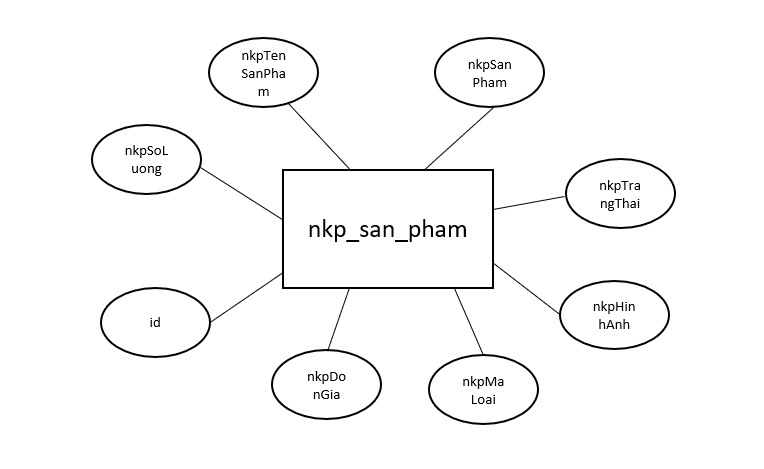 nkpTen
SanPha
m
nkpSan
Pham
nkpSoL
uong
nkpTra
ngThai
nkp_san_pham
id
nkpHin
hAnh
nkpDo
nGia
nkpMa
Loai